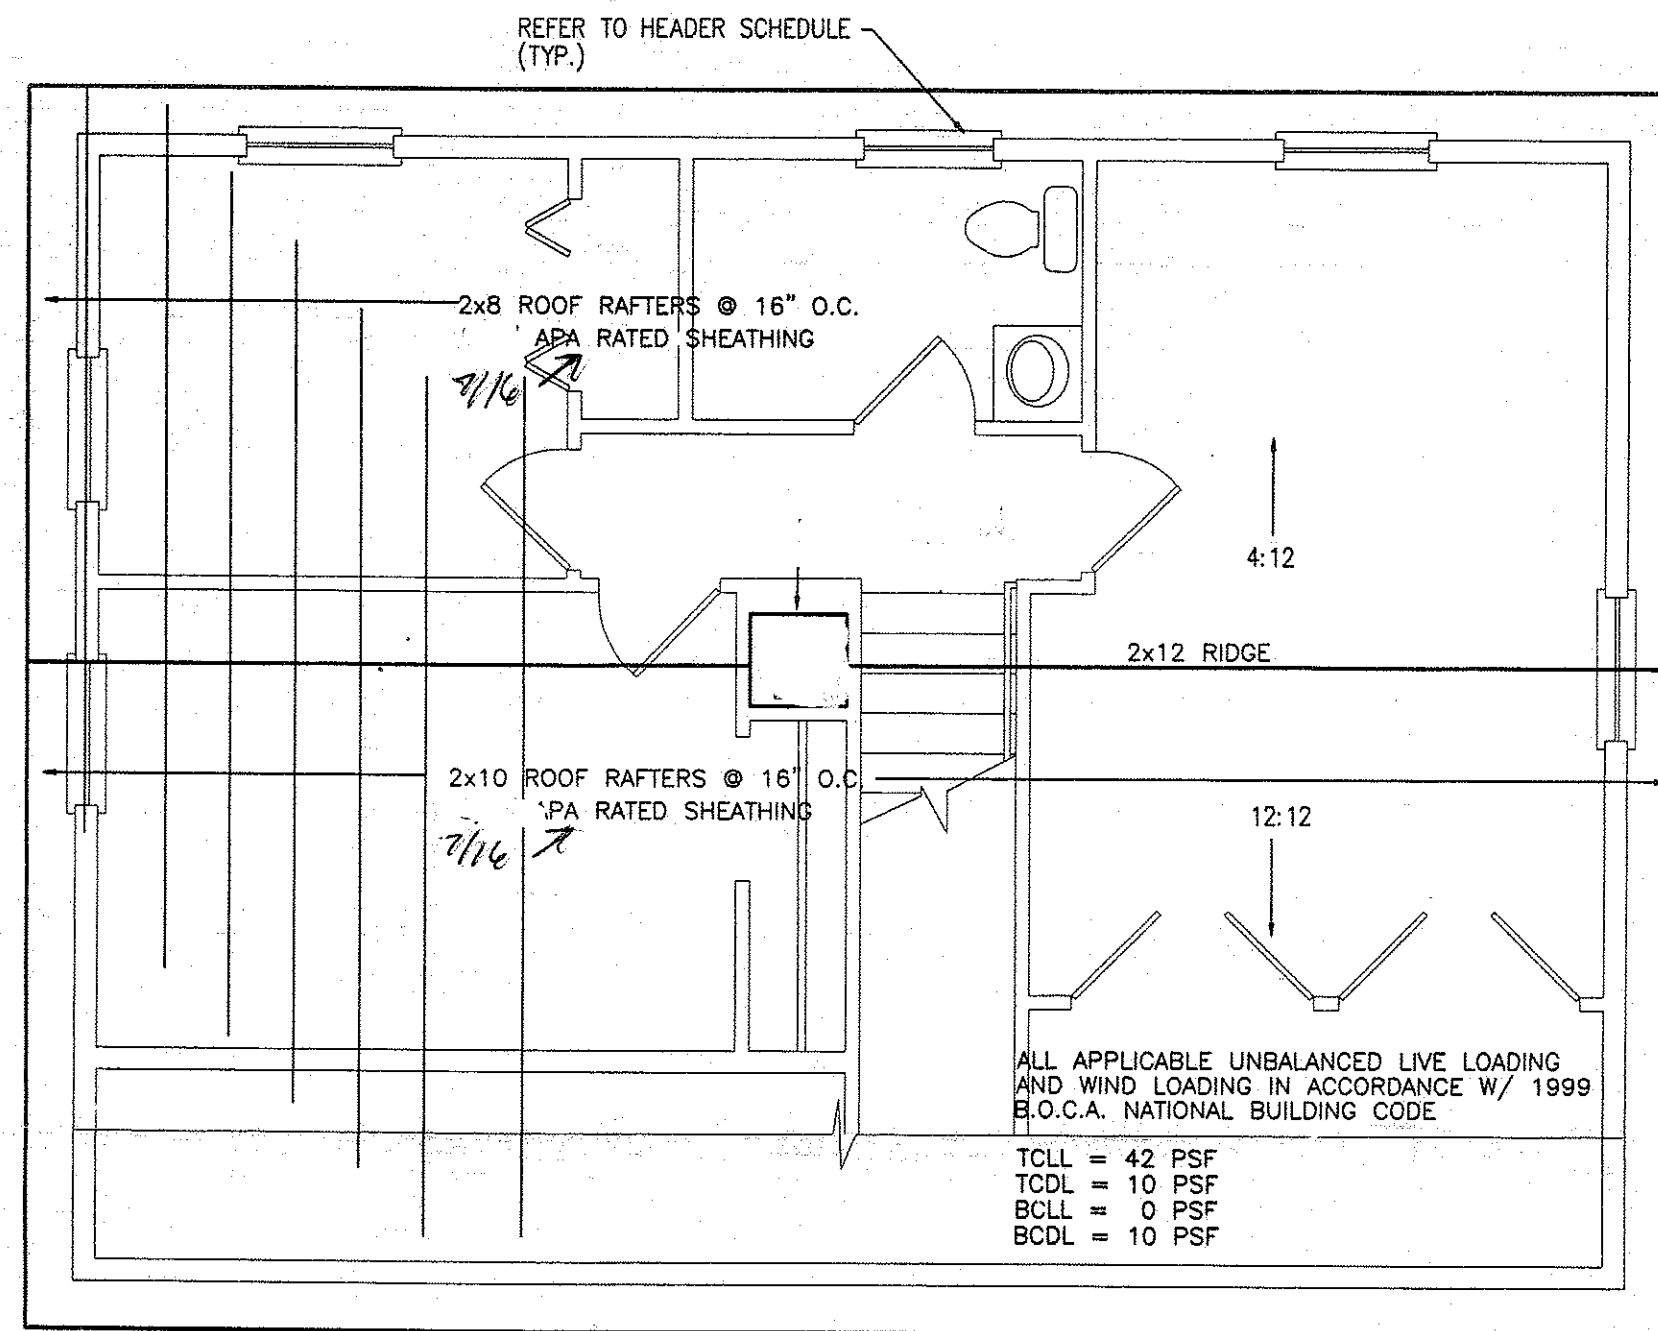 REFER TO HEADER SCHEDULE
(TYP.)
2x8 ROOF RAFTERS @ 16" O.C.
APA RATED SHEATHING
7/16
4:12
2x12 RIDGE
2x10 ROOF RAFTERS @ 16" O.C.
APA RATED SHEATHING
7/16
12:12
ALL APPLICABLE UNBALANCED LIVE LOADING
AND WIND LOADING IN ACCORDANCE W/ 1999
B.O.C.A. NATIONAL BUILDING CODE
TCLL = 42 PSF
TCDL = 10 PSF
BCLL = 0 PSF
BCDL = 10 PSF